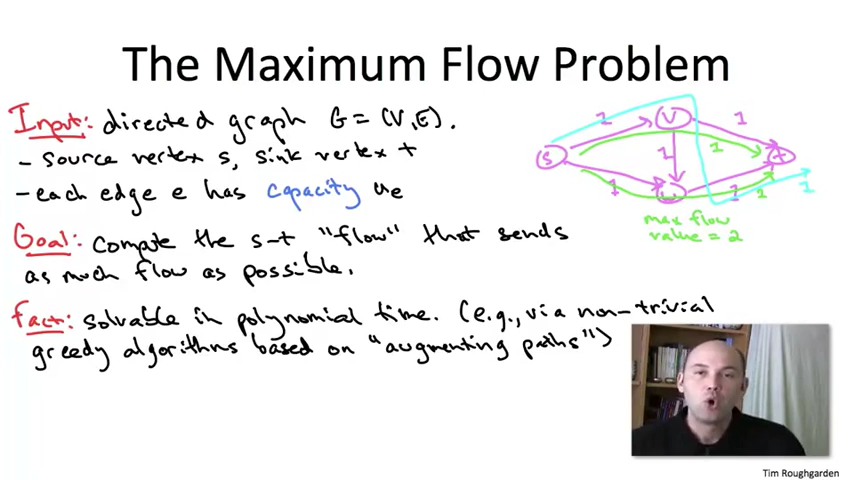 The Maximum Flow Problem
Input: directed graph G = (V,E).
- source vertex s, sink vertex t
- each edge e has capacity ue
Goal: compute the s-t "flow" that sends
as much flow as possible.
Fact: solvable in polynomial time. (e.g., via non-trivial
greedy algorithms based on "augmenting paths")
1 v 1
s 1 1 t
1 w 1 1 1
max flow
value = 2
Tim Roughgarden